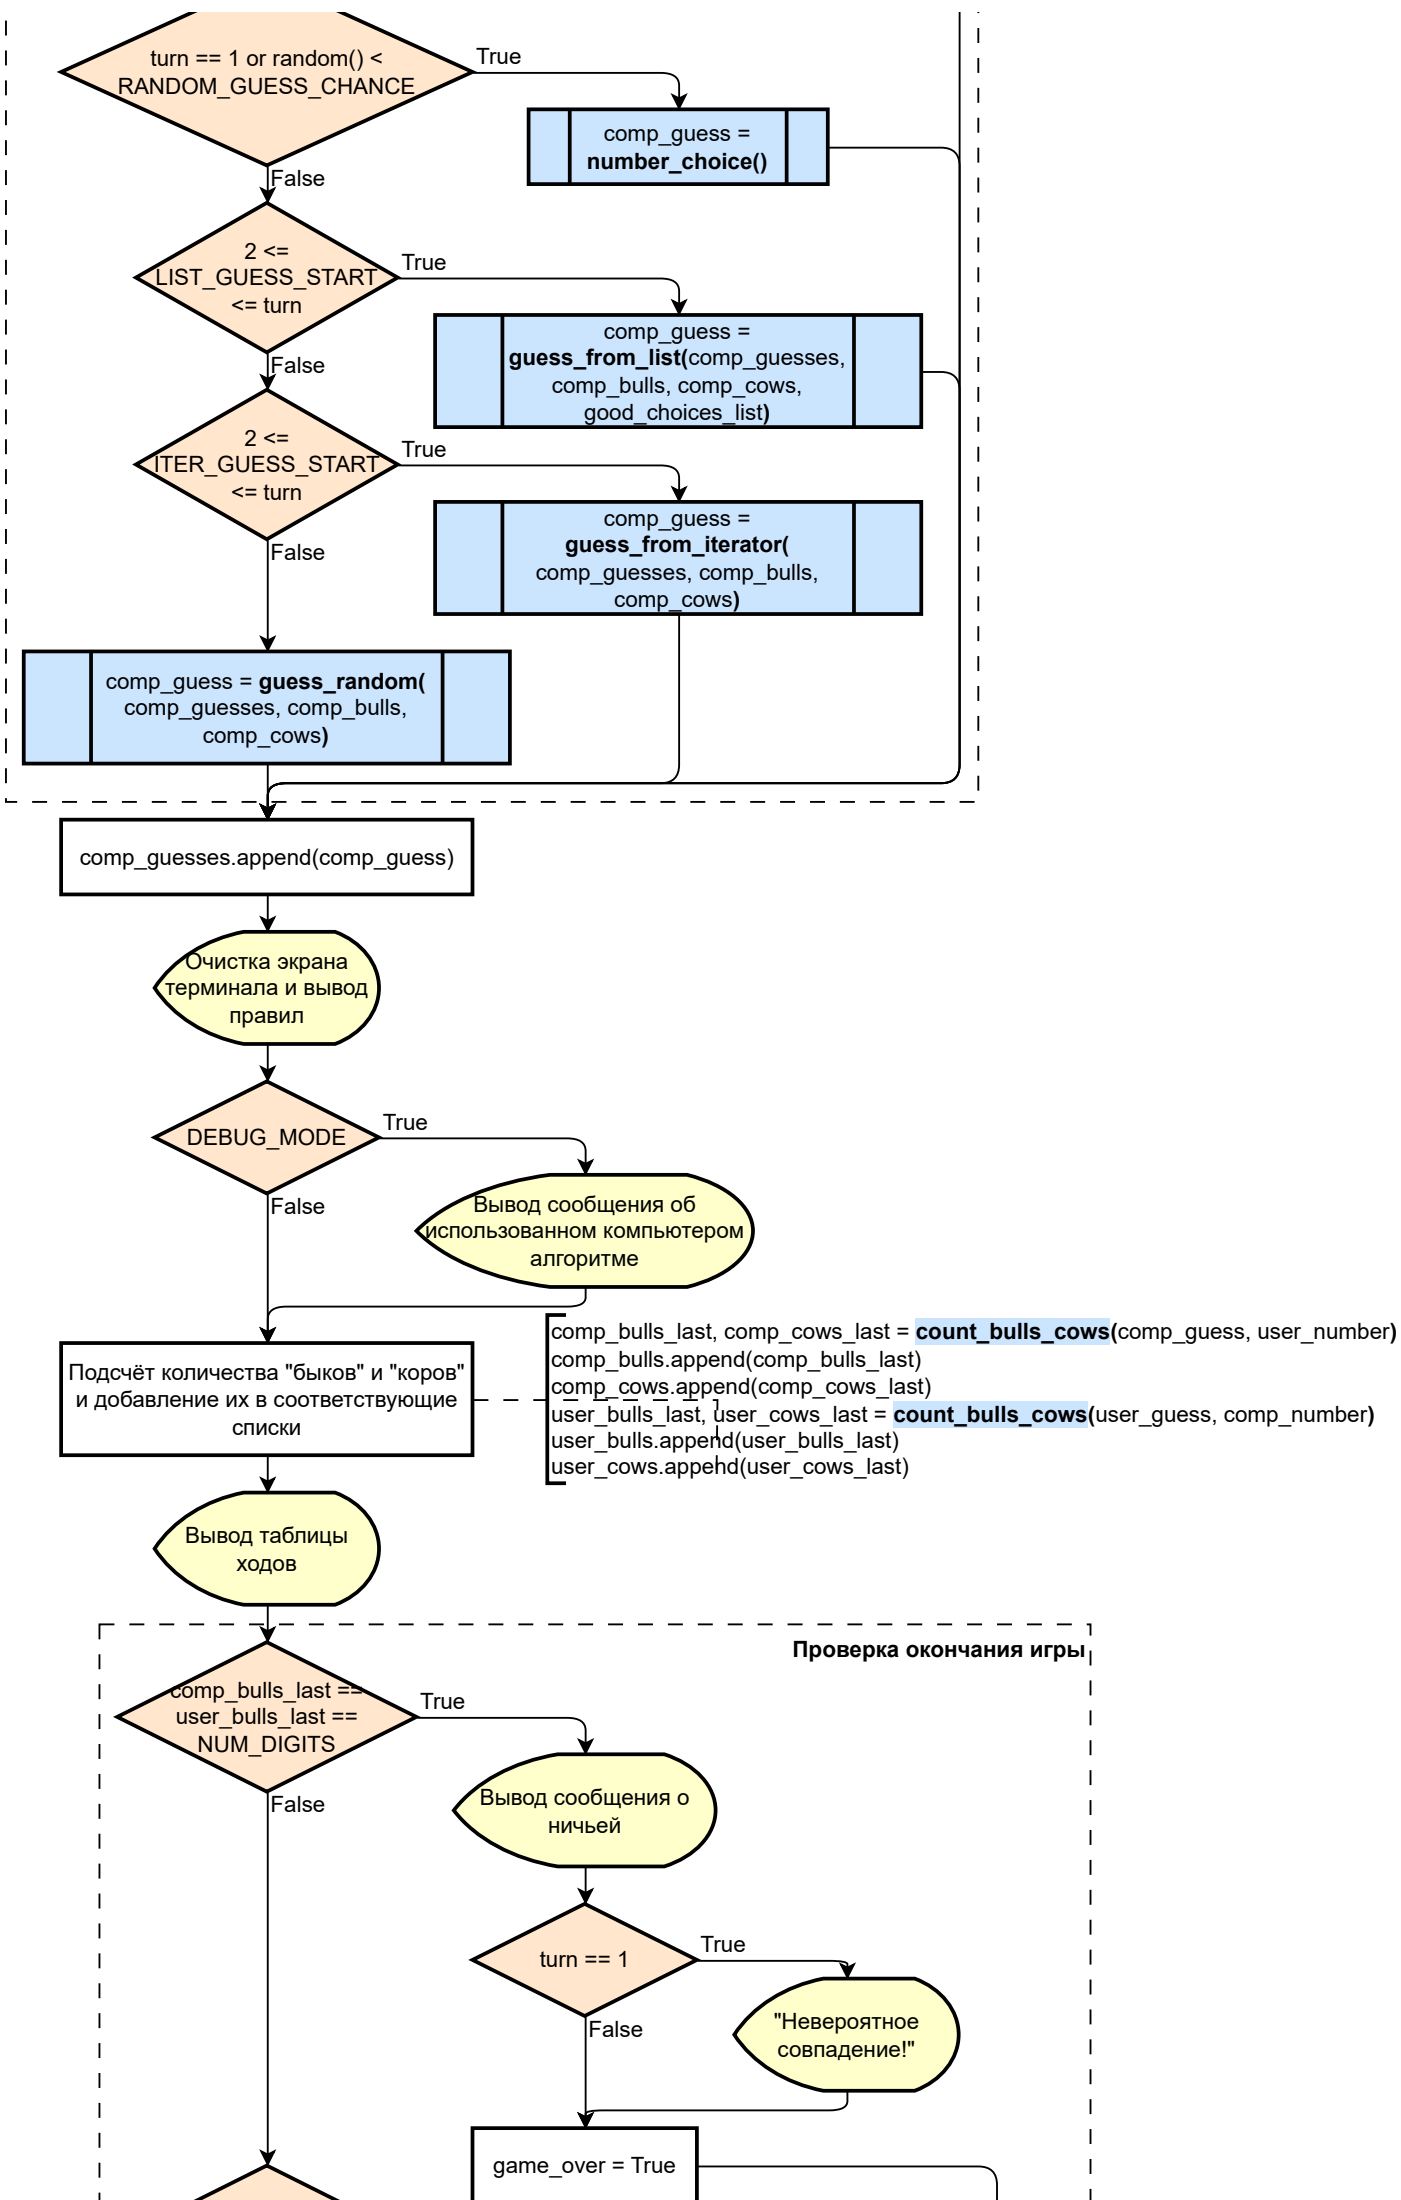 turn == 1 or random() <
RANDOM_GUESS_CHANCE
True
comp_guess =
number_choice()
False
2 <=
LIST_GUESS_START
<= turn
True
comp_guess =
guess_from_list(comp_guesses,
comp_bulls, comp_cows,
good_choices_list)
False
2 <=
ITER_GUESS_START
<= turn
True
comp_guess =
guess_from_iterator(
comp_guesses, comp_bulls,
comp_cows)
False
comp_guess = guess_random(
comp_guesses, comp_bulls,
comp_cows)
comp_guesses.append(comp_guess)
Очистка экрана
терминала и вывод
правил
DEBUG_MODE
True
Вывод сообщения об
использованном компьютером
алгоритме
False
Подсчёт количества "быков" и "коров"
и добавление их в соответствующие
списки
comp_bulls_last, comp_cows_last = count_bulls_cows(comp_guess, user_number)
comp_bulls.append(comp_bulls_last)
comp_cows.append(comp_cows_last)
user_bulls_last, user_cows_last = count_bulls_cows(user_guess, comp_number)
user_bulls.append(user_bulls_last)
user_cows.append(user_cows_last)
Вывод таблицы
ходов
Проверка окончания игры
comp_bulls_last ==
user_bulls_last ==
NUM_DIGITS
True
Вывод сообщения о
ничьей
False
turn == 1
True
"Невероятное
совпадение!"
False
game_over = True